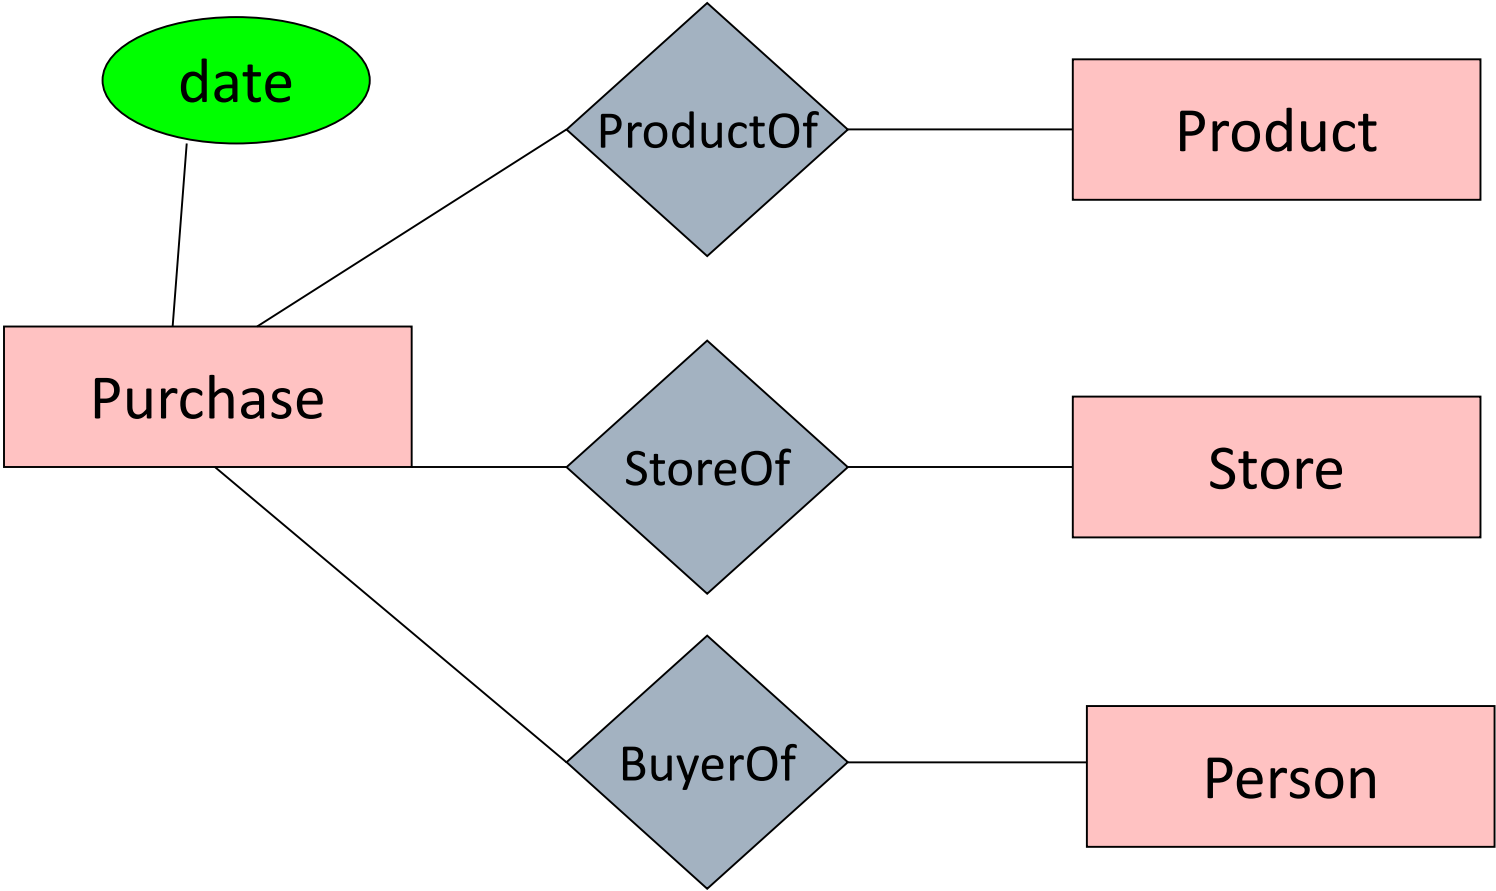 date
ProductOf
Product
Purchase
StoreOf
Store
BuyerOf
Person